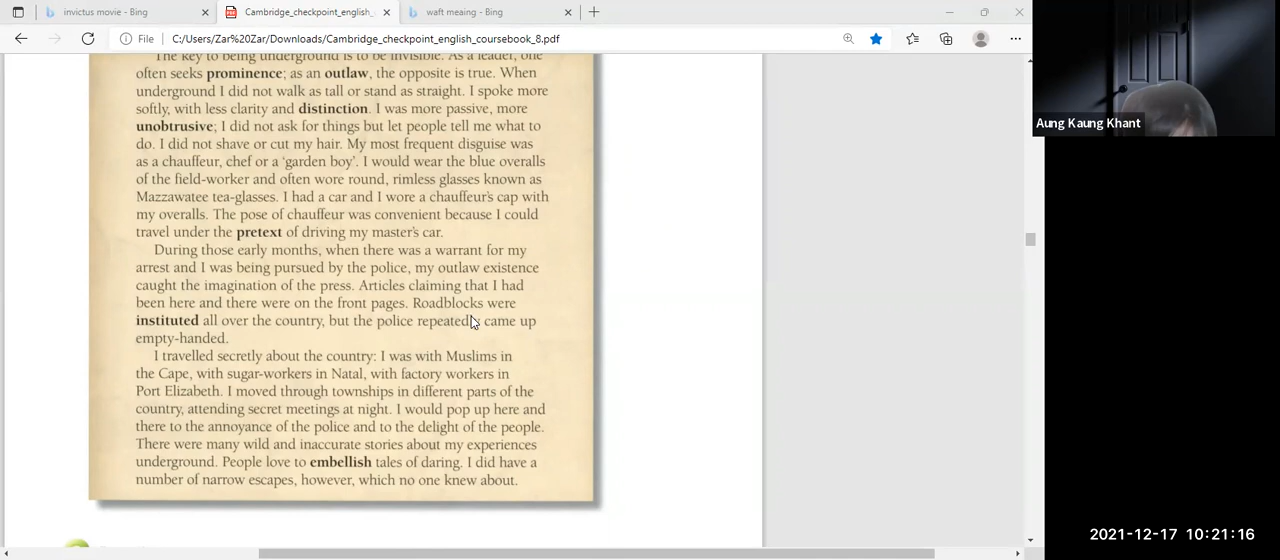 invictus movie - Bing
Cambridge_checkpoint_english_
waft meaing - Bing
File
C:/Users/Zar%20Zar/Downloads/Cambridge_checkpoint_english_coursebook_8.pdf
The key to being underground is to be invisible. As a leader, one
often seeks prominence; as an outlaw, the opposite is true. When
underground I did not walk as tall or stand as straight. I spoke more
softly, with less clarity and distinction. I was more passive, more
unobtrusive; I did not ask for things but let people tell me what to
do. I did not shave or cut my hair. My most frequent disguise was
as a chauffeur, chef or a ‘garden boy’. I would wear the blue overalls
of the field-worker and often wore round, rimless glasses known as
Mazzawatee tea-glasses. I had a car and I wore a chauffeur's cap with
my overalls. The pose of chauffeur was convenient because I could
travel under the pretext of driving my master's car.
During those early months, when there was a warrant for my
arrest and I was being pursued by the police, my outlaw existence
caught the imagination of the press. Articles claiming that I had
been here and there were on the front pages. Roadblocks were
instituted all over the country, but the police repeatedly came up
empty-handed.
I travelled secretly about the country: I was with Muslims in
the Cape, with sugar-workers in Natal, with factory workers in
Port Elizabeth. I moved through townships in different parts of the
country, attending secret meetings at night. I would pop up here and
there to the annoyance of the police and to the delight of the people.
There were many wild and inaccurate stories about my experiences
underground. People love to embellish tales of daring. I did have a
number of narrow escapes, however, which no one knew about.
Aung Kaung Khant
2021-12-17 10:21:16